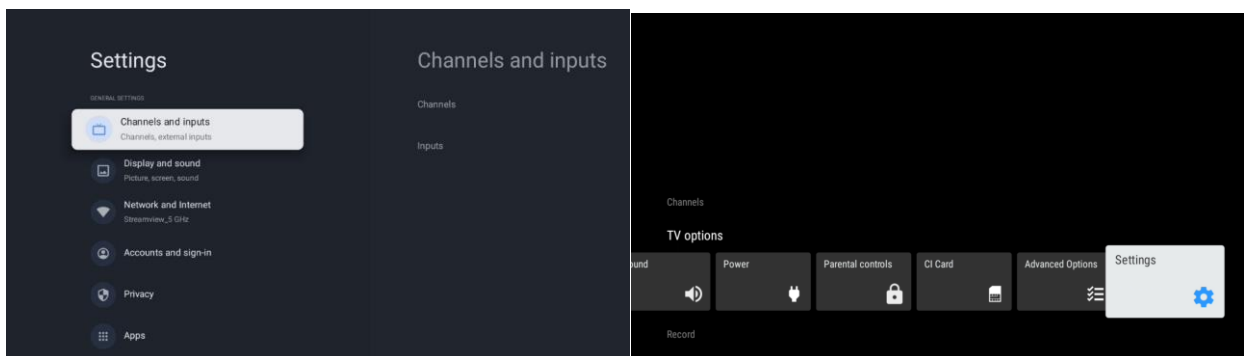 Settings
GENERAL SETTINGS
Channels and inputs
Channels, external inputs
Display and sound
Picture, screen, sound
Network and Internet
Streamview_5 GHz
Accounts and sign-in
Privacy
Apps
Channels and inputs
Channels
Inputs
Channels
TV options
ound
Power
Parental controls
CI Card
Advanced Options
Settings
Record